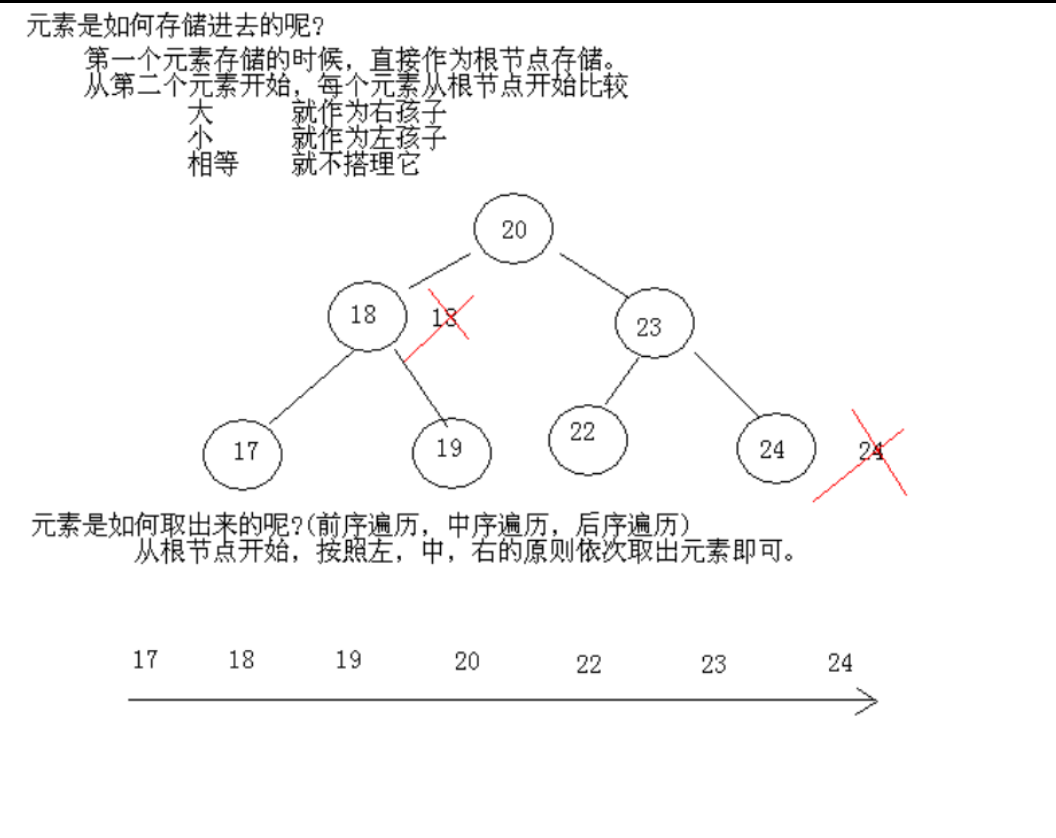 元素是如何存储进去的呢?
第一个元素存储的时候，直接作为根节点存储。
从第二个元素开始，每个元素从根节点开始比较
大 就作为右孩子
小 就作为左孩子
相等 就不搭理它
20
18 18 23
17 19 22 24 24
元素是如何取出来的呢?(前序遍历，中序遍历，后序遍历)
从根节点开始，按照左，中，右的原则依次取出元素即可。
17 18 19 20 22 23 24